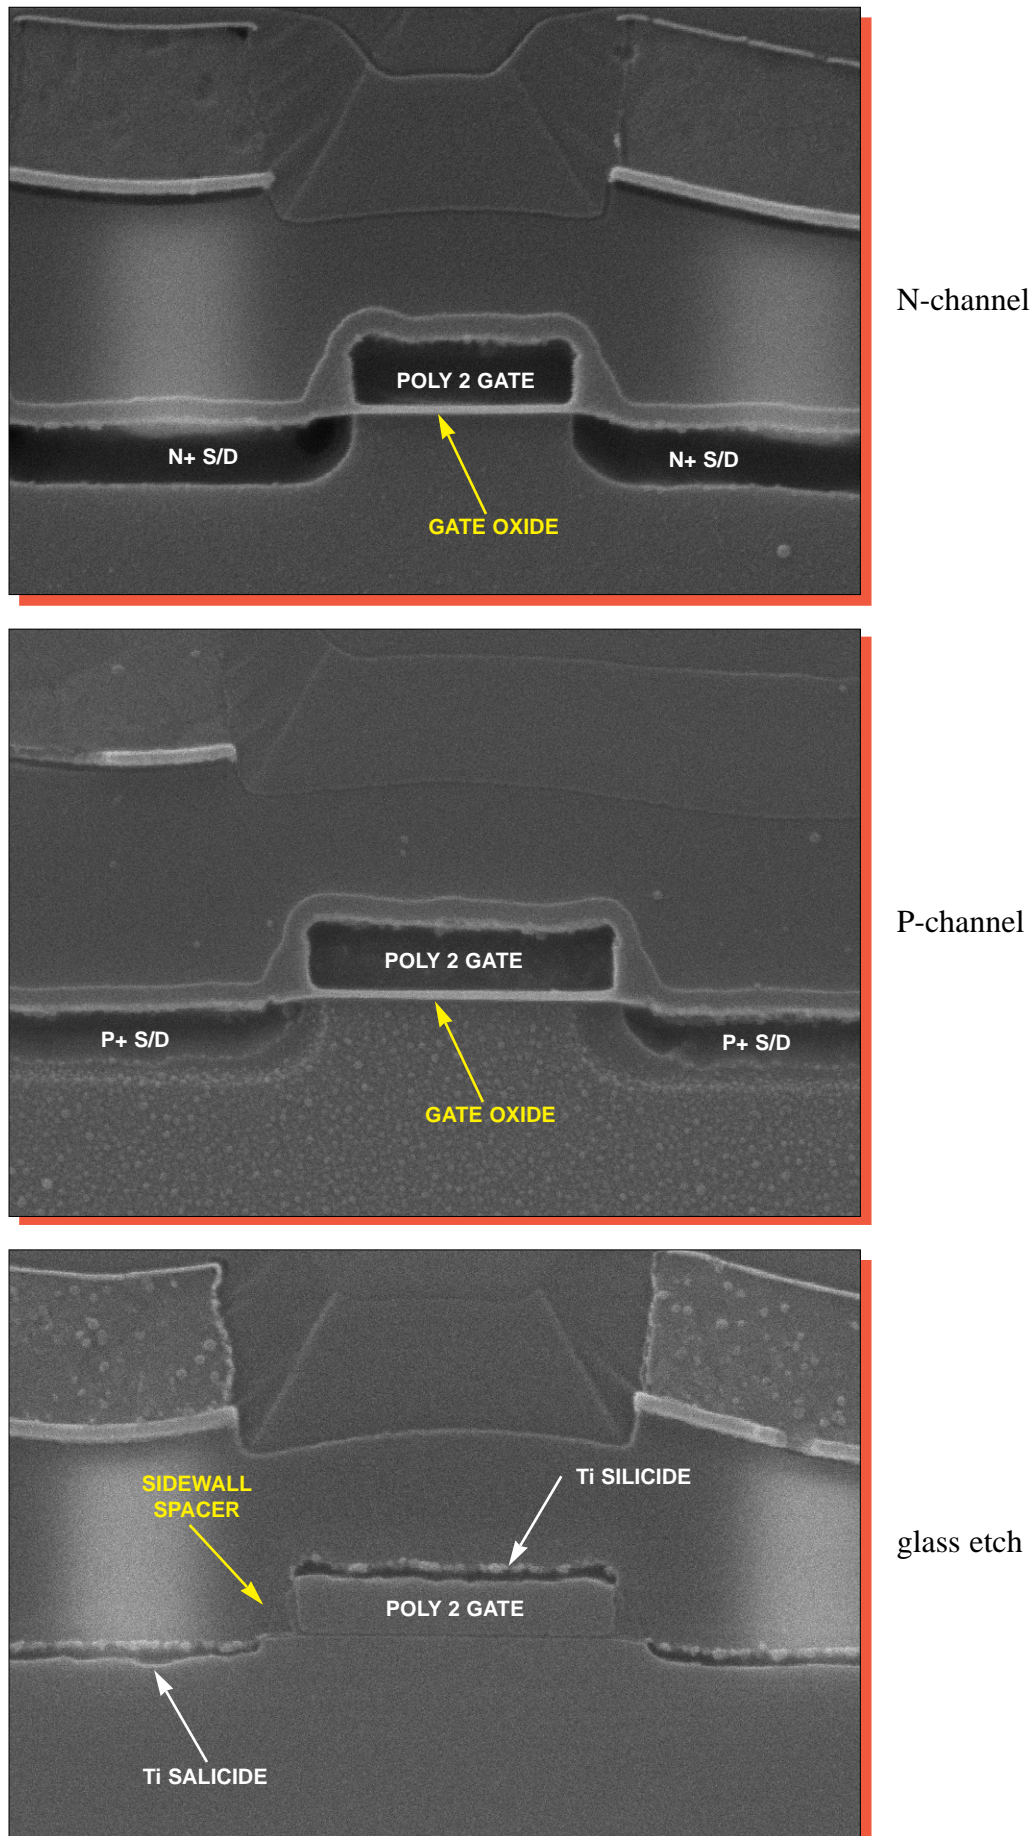 N-channel
POLY 2 GATE
N+ S/D
N+ S/D
GATE OXIDE
P-channel
POLY 2 GATE
P+ S/D
P+ S/D
GATE OXIDE
glass etch
SIDEWALL
SPACER
Ti SILICIDE
POLY 2 GATE
Ti SALICIDE